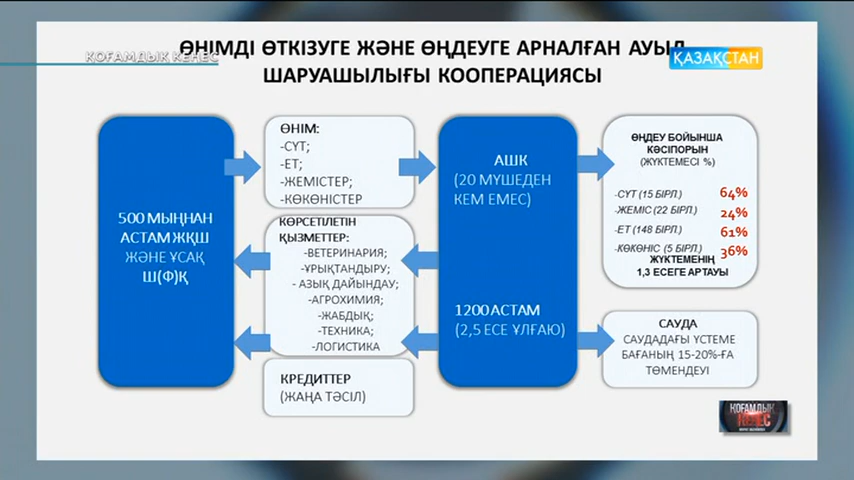 ӨНІМДІ ӨТКІЗУГЕ ЖӘНЕ ӨҢДЕУГЕ АРНАЛҒАН АУЫЛ
ШАРУАШЫЛЫҒЫ КООПЕРАЦИЯСЫ
ҚОҒАМДЫҚ КЕҢЕС
ҚАЗАҚСТАН
500 МЫҢНАН
АСТАМ ЖҚШ
ЖӘНЕ ҰСАҚ
Ш(Ф)Қ
ӨНІМ:
-СҮТ;
-ЕТ;
-ЖЕМІСТЕР;
-КӨКӨНІСТЕР
КӨРСЕТІЛЕТІН
ҚЫЗМЕТТЕР:
-ВЕТЕРИНАРИЯ;
-ҰРЫҚТАНДЫРУ;
- АЗЫҚ ДАЙЫНДАУ;
-АГРОХИМИЯ;
-ЖАБДЫҚ;
-ТЕХНИКА;
-ЛОГИСТИКА
КРЕДИТТЕР
(ЖАҢА ТӘСІЛ)
АШК
(20 МҮШЕДЕН
КЕМ ЕМЕС)
1200 АСТАМ
(2,5 ЕСЕ ҰЛҒАЮ)
ӨҢДЕУ БОЙЫНША
КӘСІПОРЫН
(ЖҮКТЕМЕСІ %)
-СҮТ (15 БІРЛ.) 64%
-ЖЕМІС (22 БІРЛ.) 24%
-ЕТ (148 БІРЛ.) 61%
-КӨКӨНІС (5 БІРЛ.) 36%
ЖҮКТЕМЕНІҢ
1,3 ЕСЕГЕ АРТАУЫ
САУДА
САУДАДАҒЫ ҮСТЕМЕ
БАҒАНЫҢ 15-20%-ҒА
ТӨМЕНДЕУІ
ҚОҒАМДЫҚ
КЕҢЕС